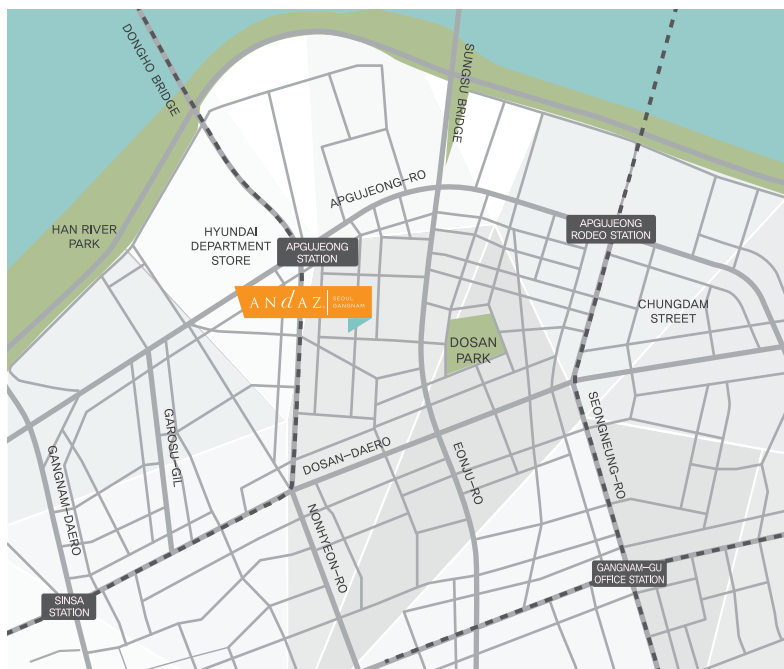 DONGHO BRIDGE
SUNGSU BRIDGE
APGUJEONG-RO
HAN RIVER
PARK
HYUNDAI
DEPARTMENT
STORE
APGUJEONG
STATION
APGUJEONG
RODEO STATION
ANdAZ
SEOUL
GANGNAM
CHUNGDAM
STREET
DOSAN
PARK
GAROSU-GIL
GANGNAM-DAERO
DOSAN-DAERO
EONJU-RO
SEONGNEUNG-RO
NONHYEON-RO
GANGNAM-GU
OFFICE STATION
SINSA
STATION